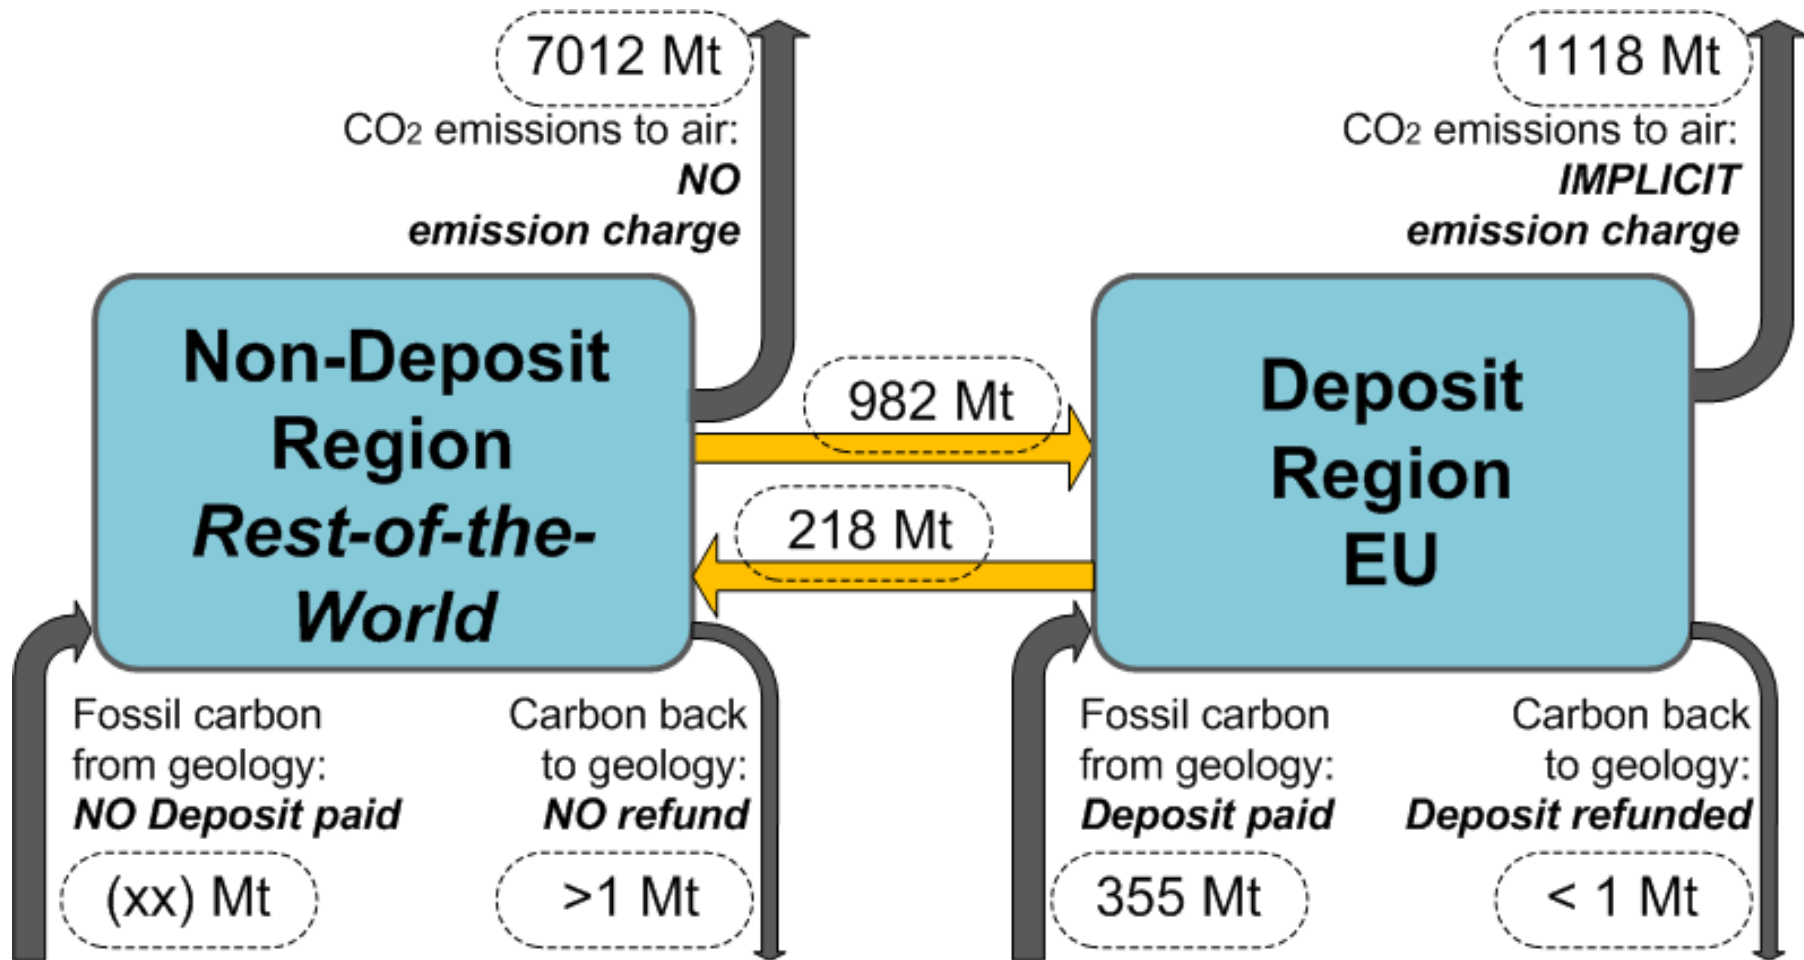 7012 Mt
CO2 emissions to air:
NO
emission charge
1118 Mt
CO2 emissions to air:
IMPLICIT
emission charge
Non-Deposit
Region
Rest-of-the-
World
982 Mt
218 Mt
Deposit
Region
EU
Fossil carbon
from geology:
NO Deposit paid
(xx) Mt
Carbon back
to geology:
NO refund
>1 Mt
Fossil carbon
from geology:
Deposit paid
355 Mt
Carbon back
to geology:
Deposit refunded
< 1 Mt